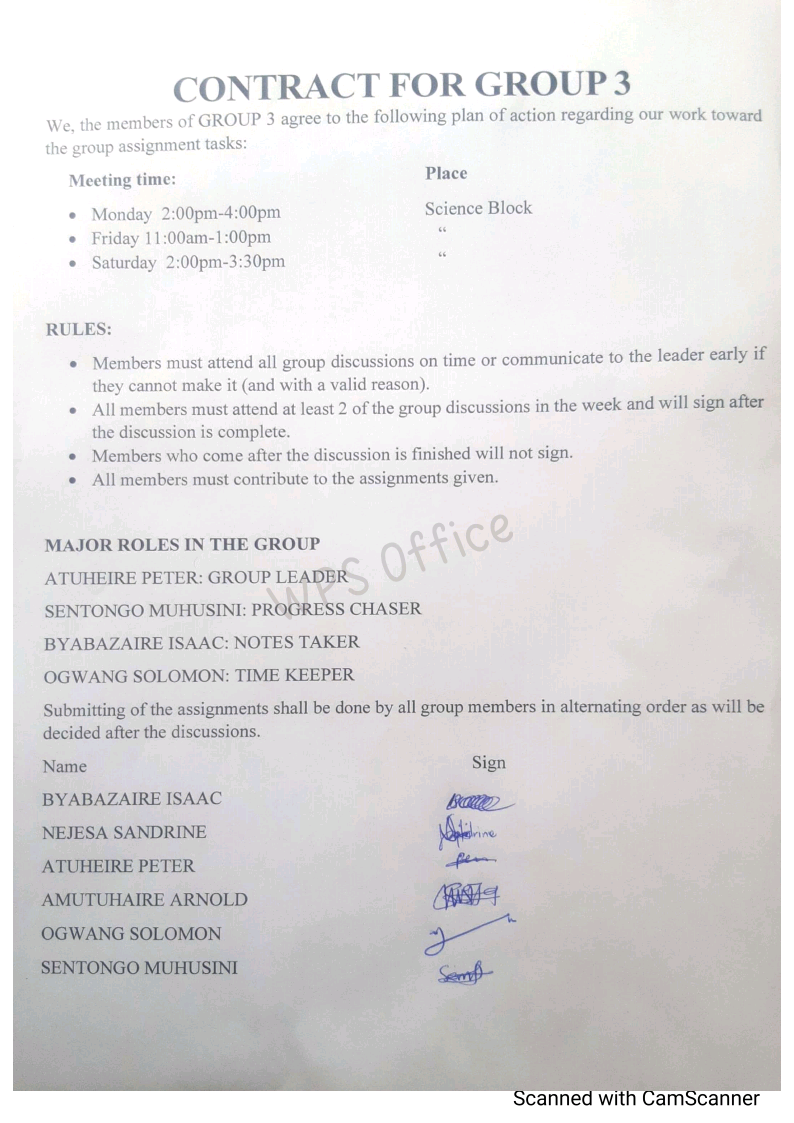 CONTRACT FOR GROUP 3
We, the members of GROUP 3 agree to the following plan of action regarding our work toward
the group assignment tasks:
Meeting time: Place
• Monday 2:00pm-4:00pm Science Block
• Friday 11:00am-1:00pm “
• Saturday 2:00pm-3:30pm “
RULES:
• Members must attend all group discussions on time or communicate to the leader early if
they cannot make it (and with a valid reason).
• All members must attend at least 2 of the group discussions in the week and will sign after
the discussion is complete.
• Members who come after the discussion is finished will not sign.
• All members must contribute to the assignments given.
WPS Office
MAJOR ROLES IN THE GROUP
ATUHEIRE PETER: GROUP LEADER
SENTONGO MUHUSINI: PROGRESS CHASER
BYABAZAIRE ISAAC: NOTES TAKER
OGWANG SOLOMON: TIME KEEPER
Submitting of the assignments shall be done by all group members in alternating order as will be
decided after the discussions.
Name Sign
BYABAZAIRE ISAAC
NEJESA SANDRINE
ATUHEIRE PETER
AMUTUHAIRE ARNOLD
OGWANG SOLOMON
SENTONGO MUHUSINI
Scanned with CamScanner